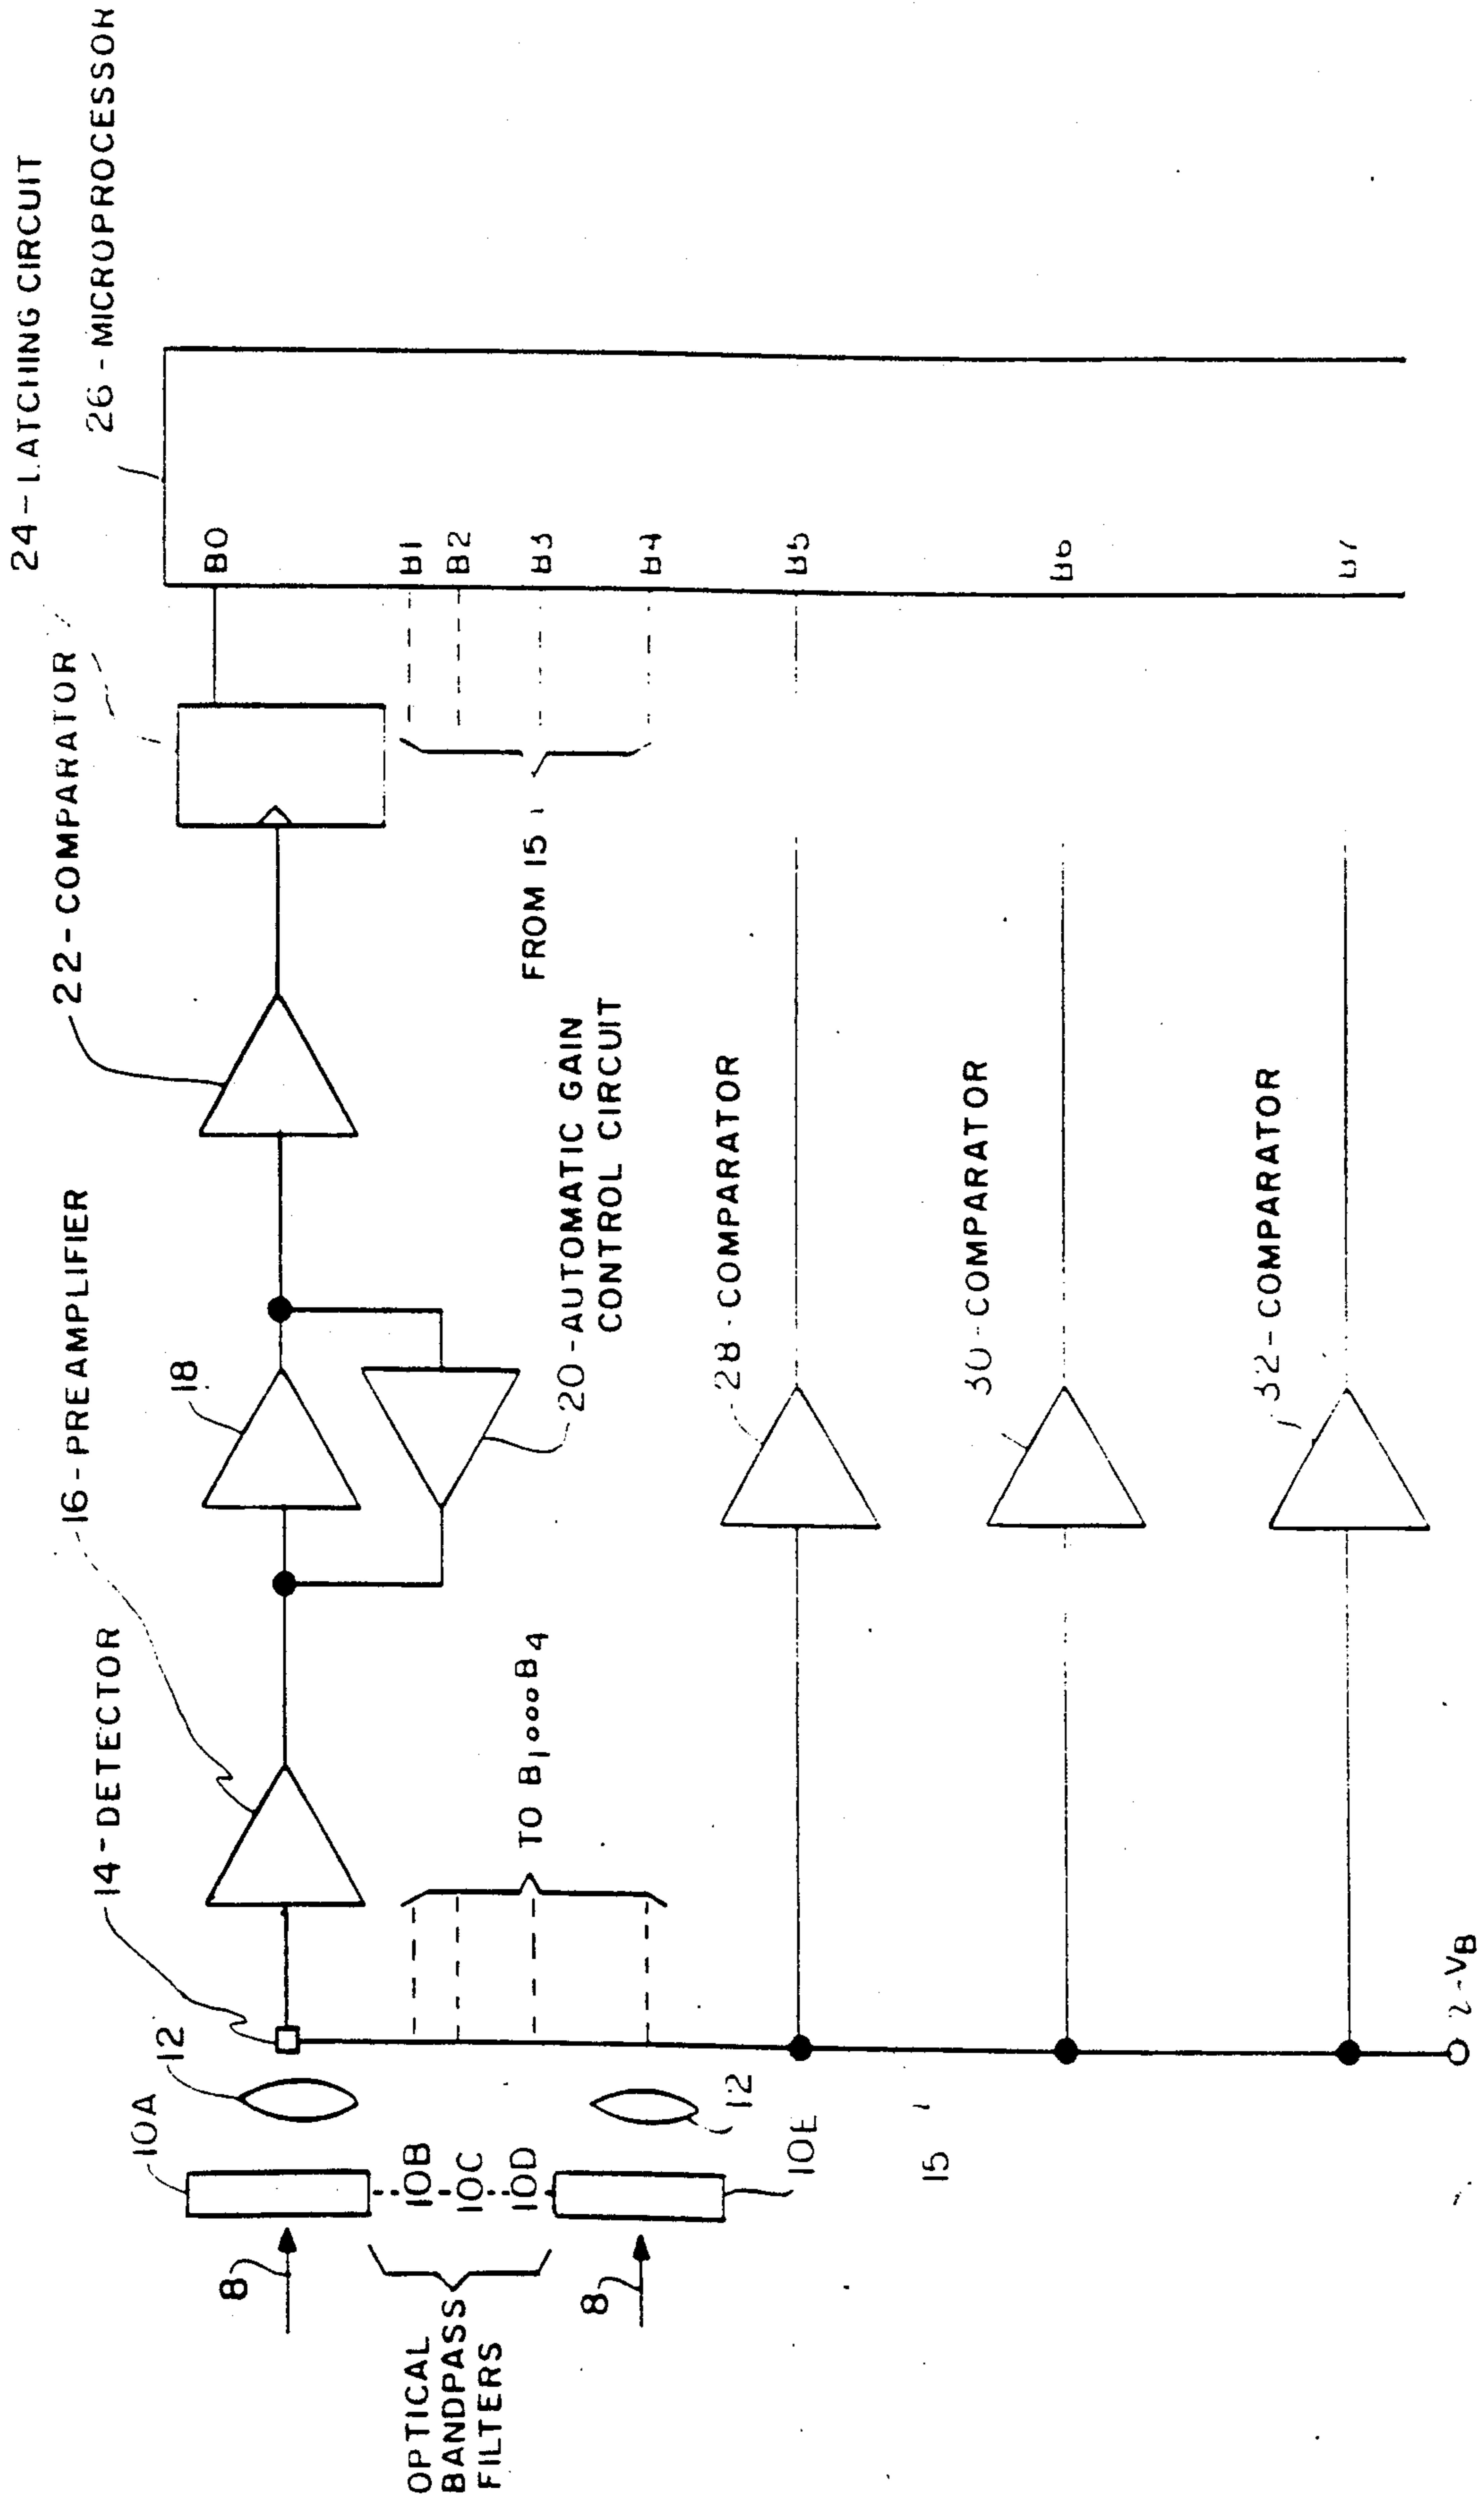 24-LATCHING CIRCUIT
26-MICROPROCESSOR
22-COMPARATOR
16-PREAMPLIFIER
14-DETECTOR
12
10A
18
8
B0
B1
B2
B3
B4
B5
B6
B7
FROM 15
20-AUTOMATIC GAIN
CONTROL CIRCUIT
TO B1oooB4
10B
10C
10D
OPTICAL
BANDPASS
FILTERS
8
12
10E
15
28-COMPARATOR
30-COMPARATOR
32-COMPARATOR
2-VB